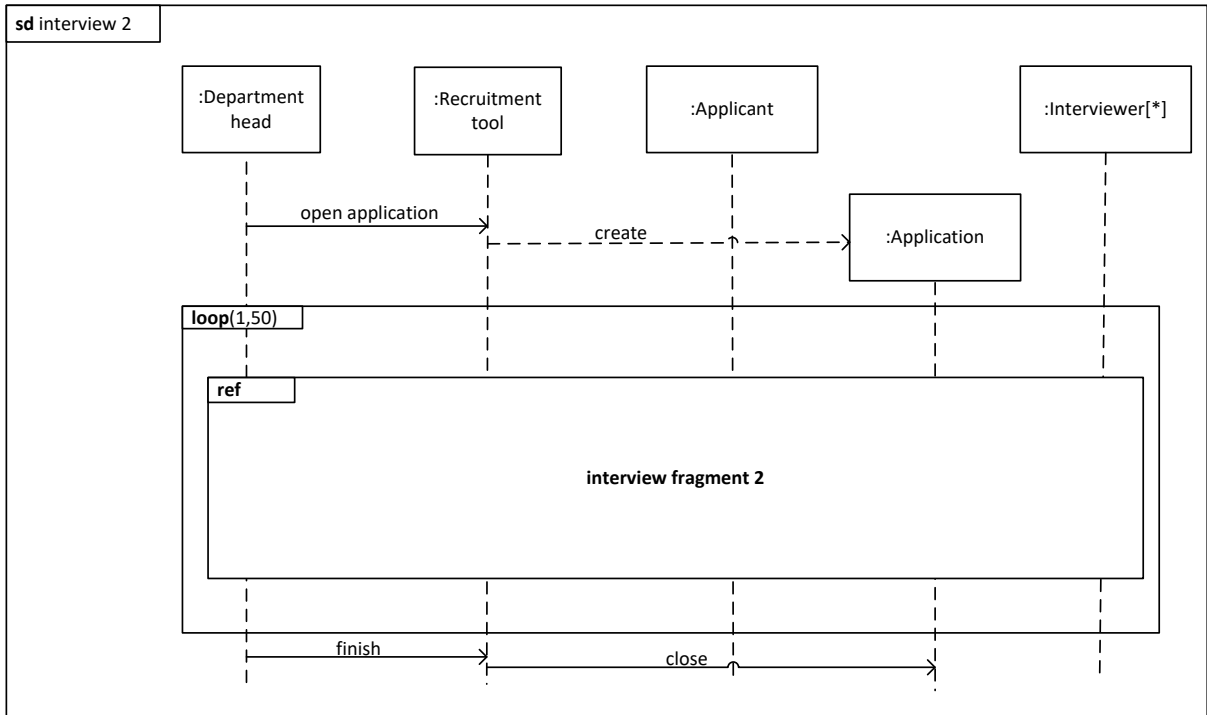 sd interview 2
:Department
head
:Recruitment
tool
:Applicant
:Interviewer[*]
open application
create
:Application
loop(1,50)
ref
interview fragment 2
finish
close